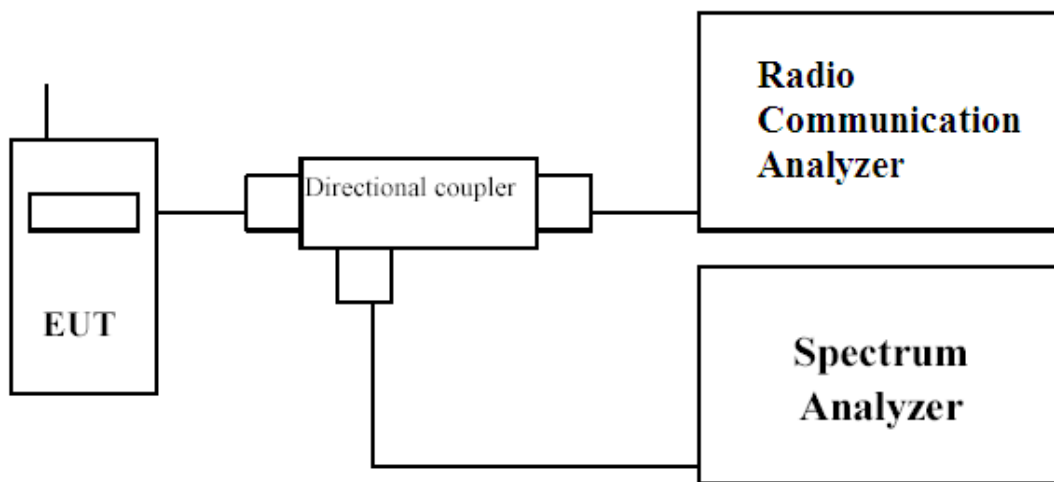 Radio
Communication
Analyzer
Directional coupler
EUT
Spectrum
Analyzer